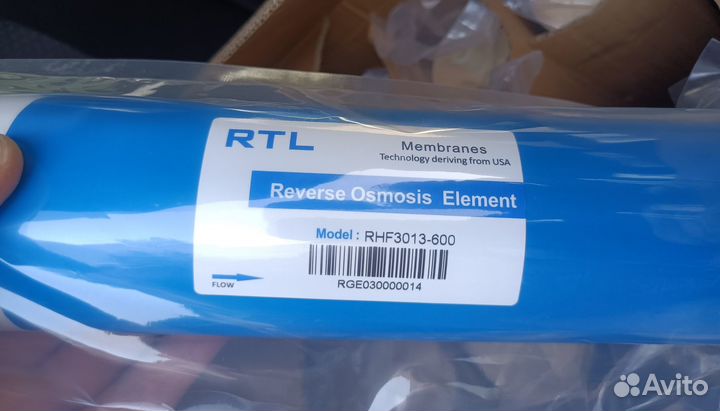 RTL
Membranes
Technology deriving from USA
Reverse Osmosis Element
Model: RHF3013-600
RGE030000014
FLOW
Avito